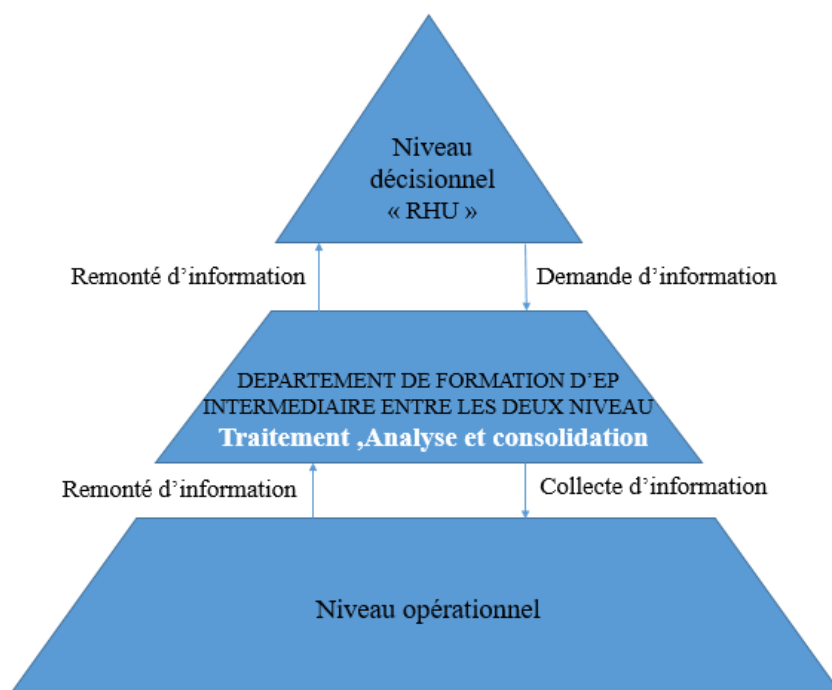 Niveau
décisionnel
« RHU »
Remonté d’information
Demande d’information
DEPARTEMENT DE FORMATION D’EP
INTERMEDIAIRE ENTRE LES DEUX NIVEAU
Traitement ,Analyse et consolidation
Remonté d’information
Collecte d’information
Niveau opérationnel